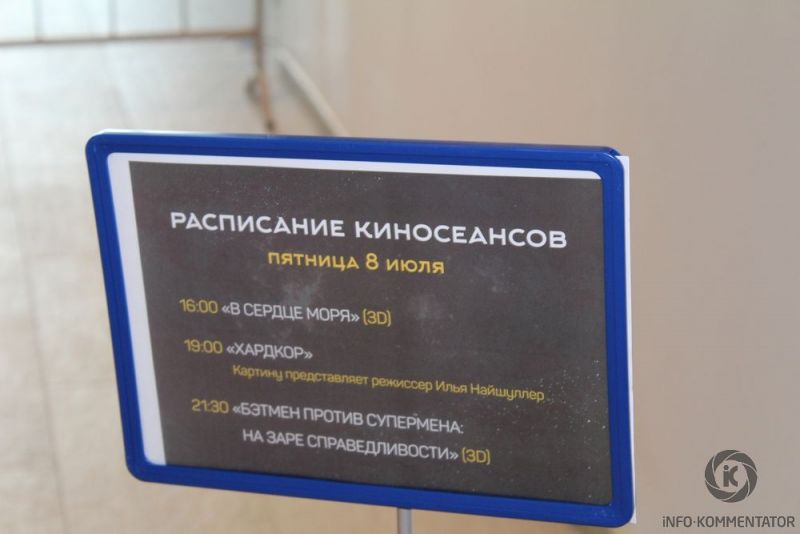 РАСПИСАНИЕ КИНОСЕАНСОВ
ПЯТНИЦА 8 ИЮЛЯ
16:00 «В СЕРДЦЕ МОРЯ» (3D)
19:00 «ХАРДКОР»
Картину представляет режиссер Илья Найшуллер
21:30 «БЭТМЕН ПРОТИВ СУПЕРМЕНА:
НА ЗАРЕ СПРАВЕДЛИВОСТИ» (3D)
iK
iNFO-KOMMENTATOR